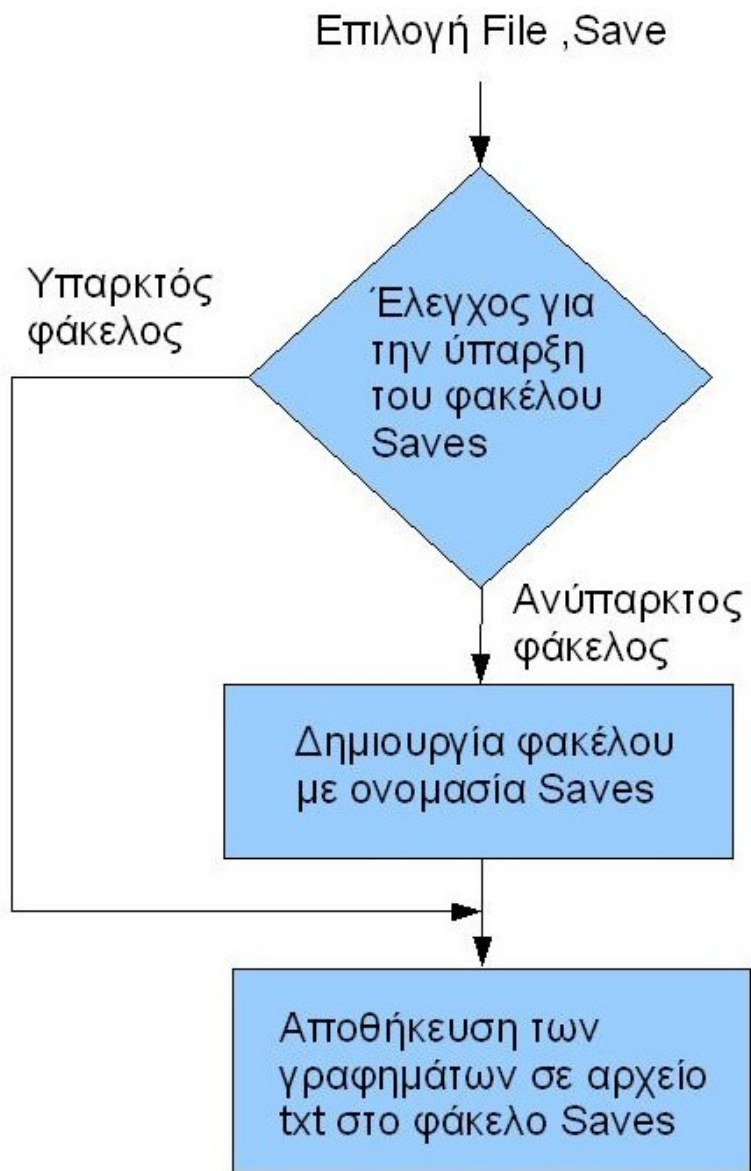 Επιλογή File ,Save
Υπαρκτός
φάκελος
Έλεγχος για
την ύπαρξη
του φακέλου
Saves
Ανύπαρκτος
φάκελος
Δημιουργία φακέλου
με ονομασία Saves
Αποθήκευση των
γραφημάτων σε αρχείο
txt στο φάκελο Saves